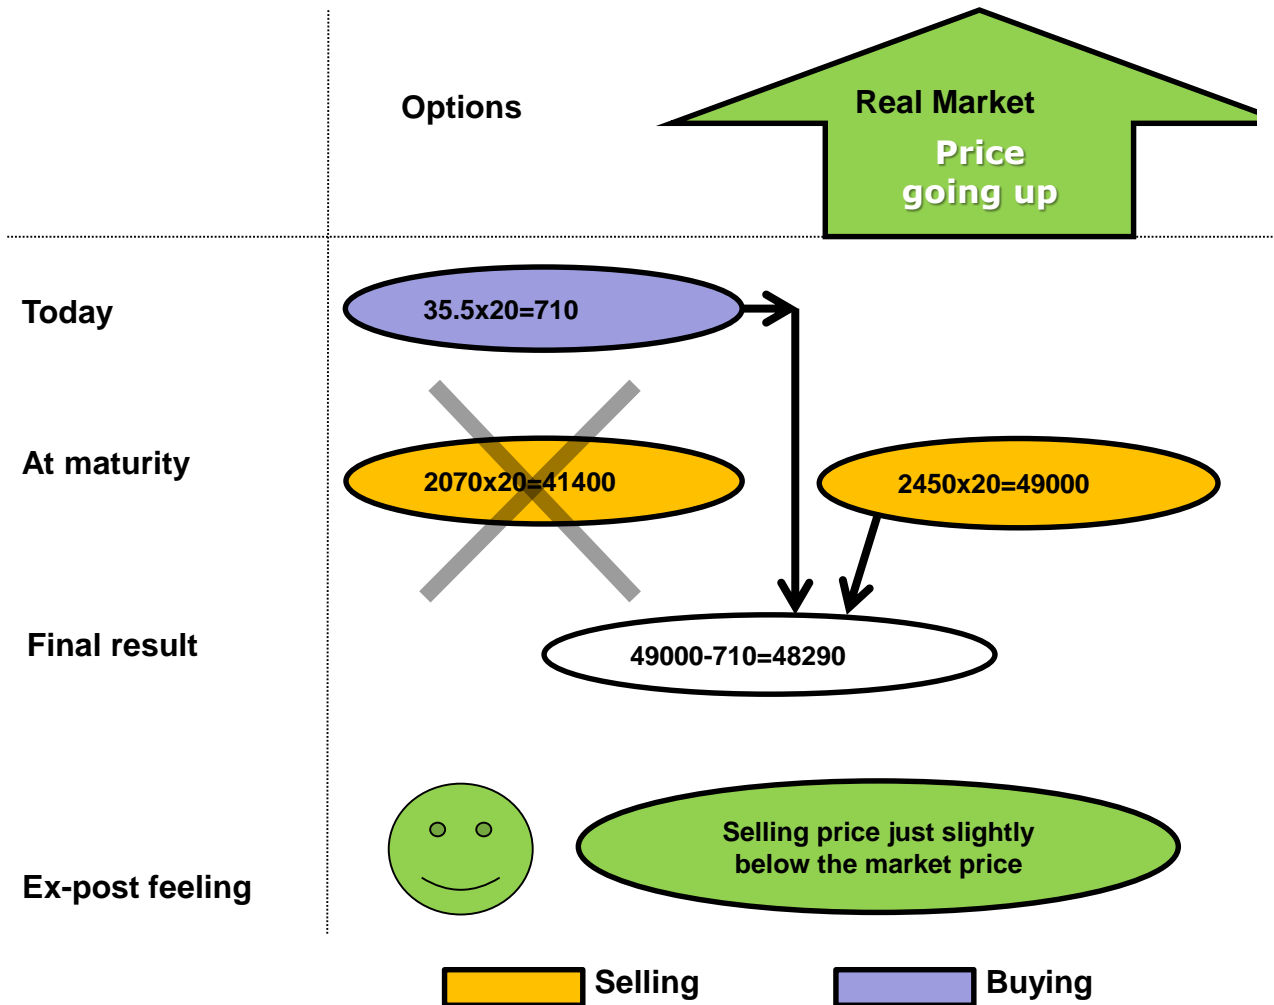 Options
Real Market
Price
going up
Today
35.5x20=710
At maturity
2070x20=41400
2450x20=49000
Final result
49000-710=48290
Selling price just slightly
below the market price
Ex-post feeling
Selling
Buying